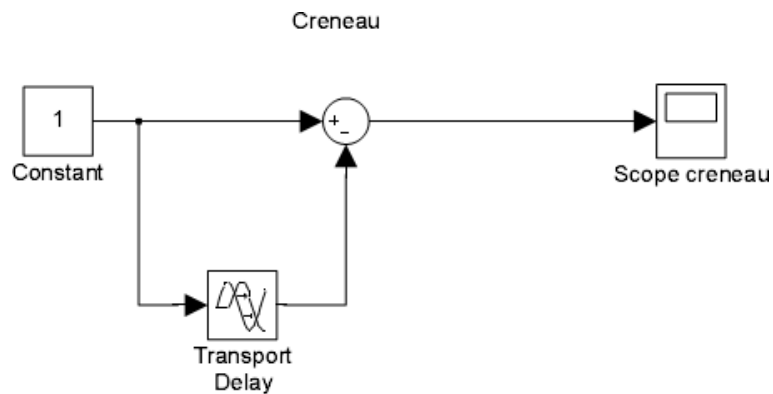 Creneau
1
+
-
Constant
Scope creneau
Transport
Delay